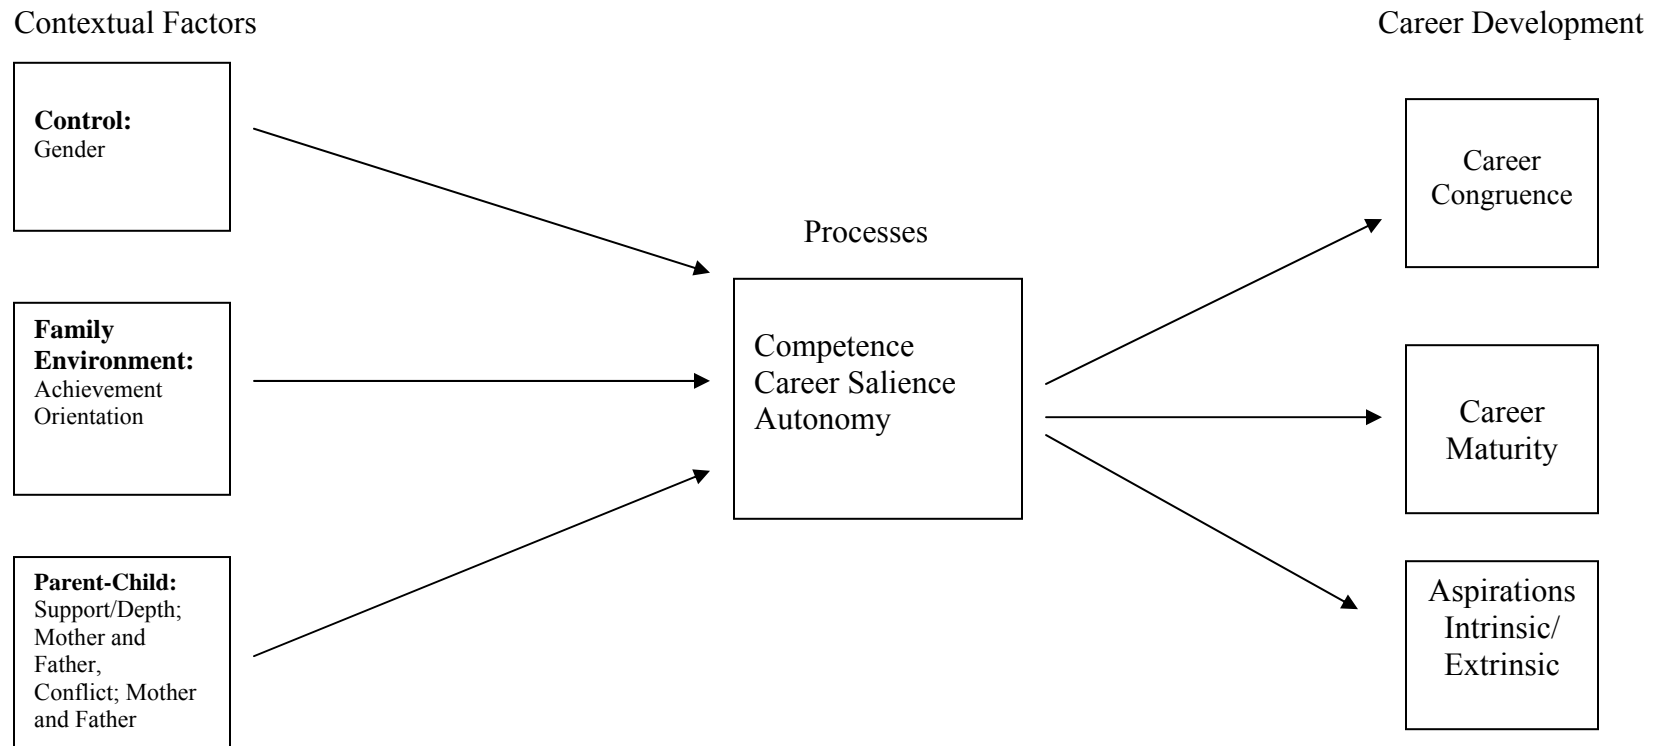 Contextual Factors
Career Development
Control:
Gender
Family
Environment:
Achievement
Orientation
Parent-Child:
Support/Depth;
Mother and
Father,
Conflict; Mother
and Father
Processes
Competence
Career Salience
Autonomy
Career
Congruence
Career
Maturity
Aspirations
Intrinsic/
Extrinsic